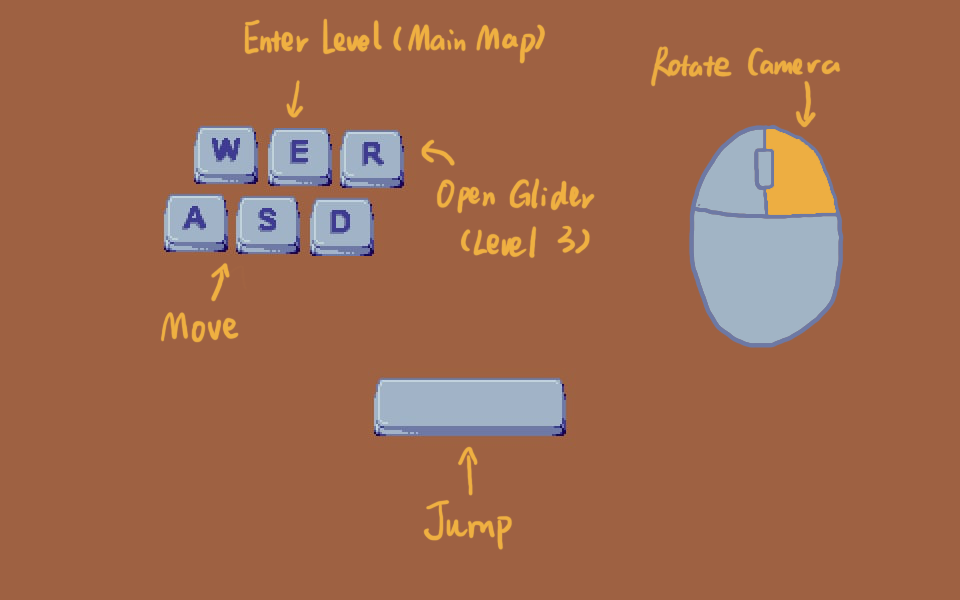 Enter Level (Main Map)
Rotate Camera
W E R
Open Glider
(Level 3)
A S D
Move
Jump